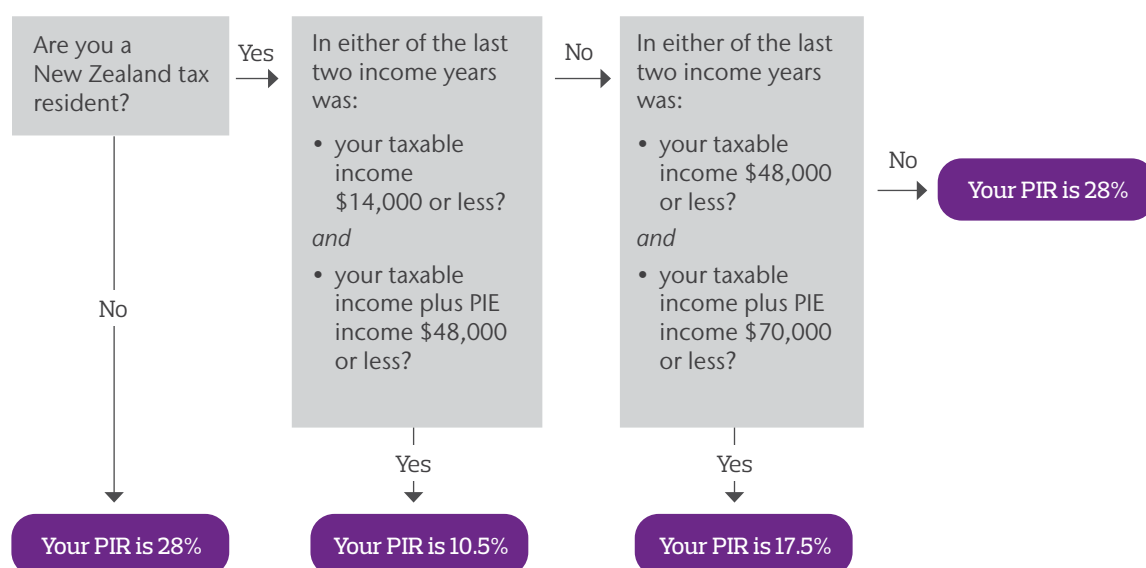 Are you a
New Zealand tax
resident?
Yes
In either of the last
two income years
was:
• your taxable
income
$14,000 or less?
and
• your taxable
income plus PIE
income $48,000
or less?
No
In either of the last
two income years
was:
• your taxable
income $48,000
or less?
and
• your taxable
income plus PIE
income $70,000
or less?
No
Your PIR is 28%
No
Yes
Yes
Your PIR is 28%
Your PIR is 10.5%
Your PIR is 17.5%